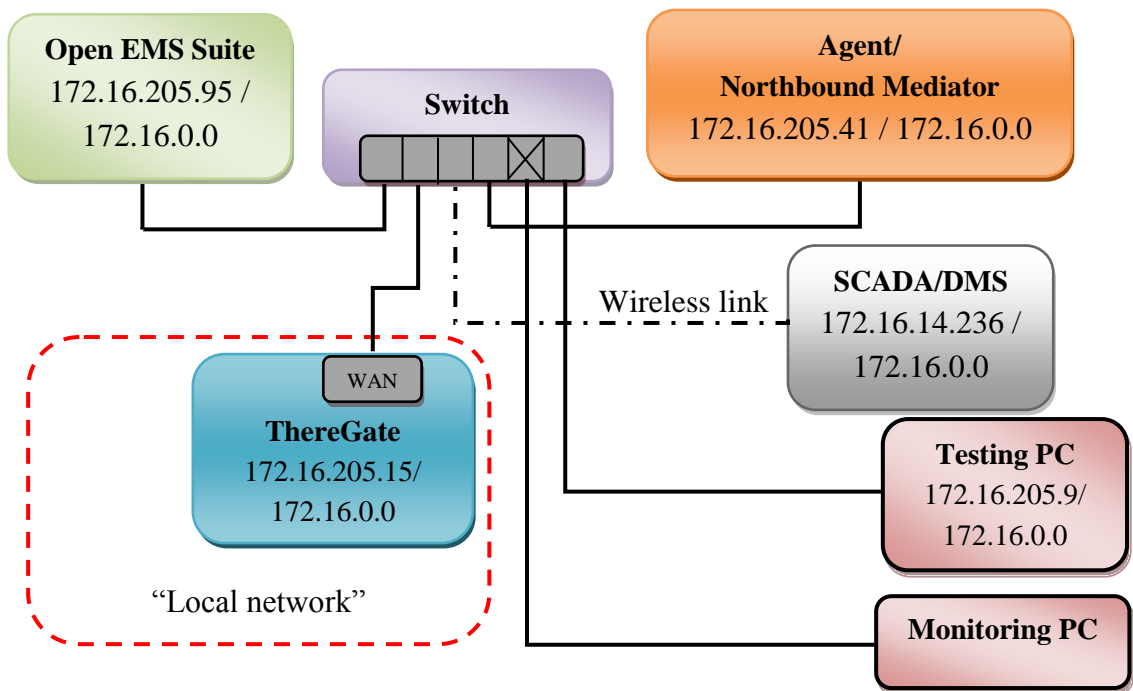 Open EMS Suite
172.16.205.95 /
172.16.0.0
Switch
Agent/
Northbound Mediator
172.16.205.41 / 172.16.0.0
Wireless link
SCADA/DMS
172.16.14.236 /
172.16.0.0
WAN
ThereGate
172.16.205.15/
172.16.0.0
Testing PC
172.16.205.9/
172.16.0.0
“Local network”
Monitoring PC